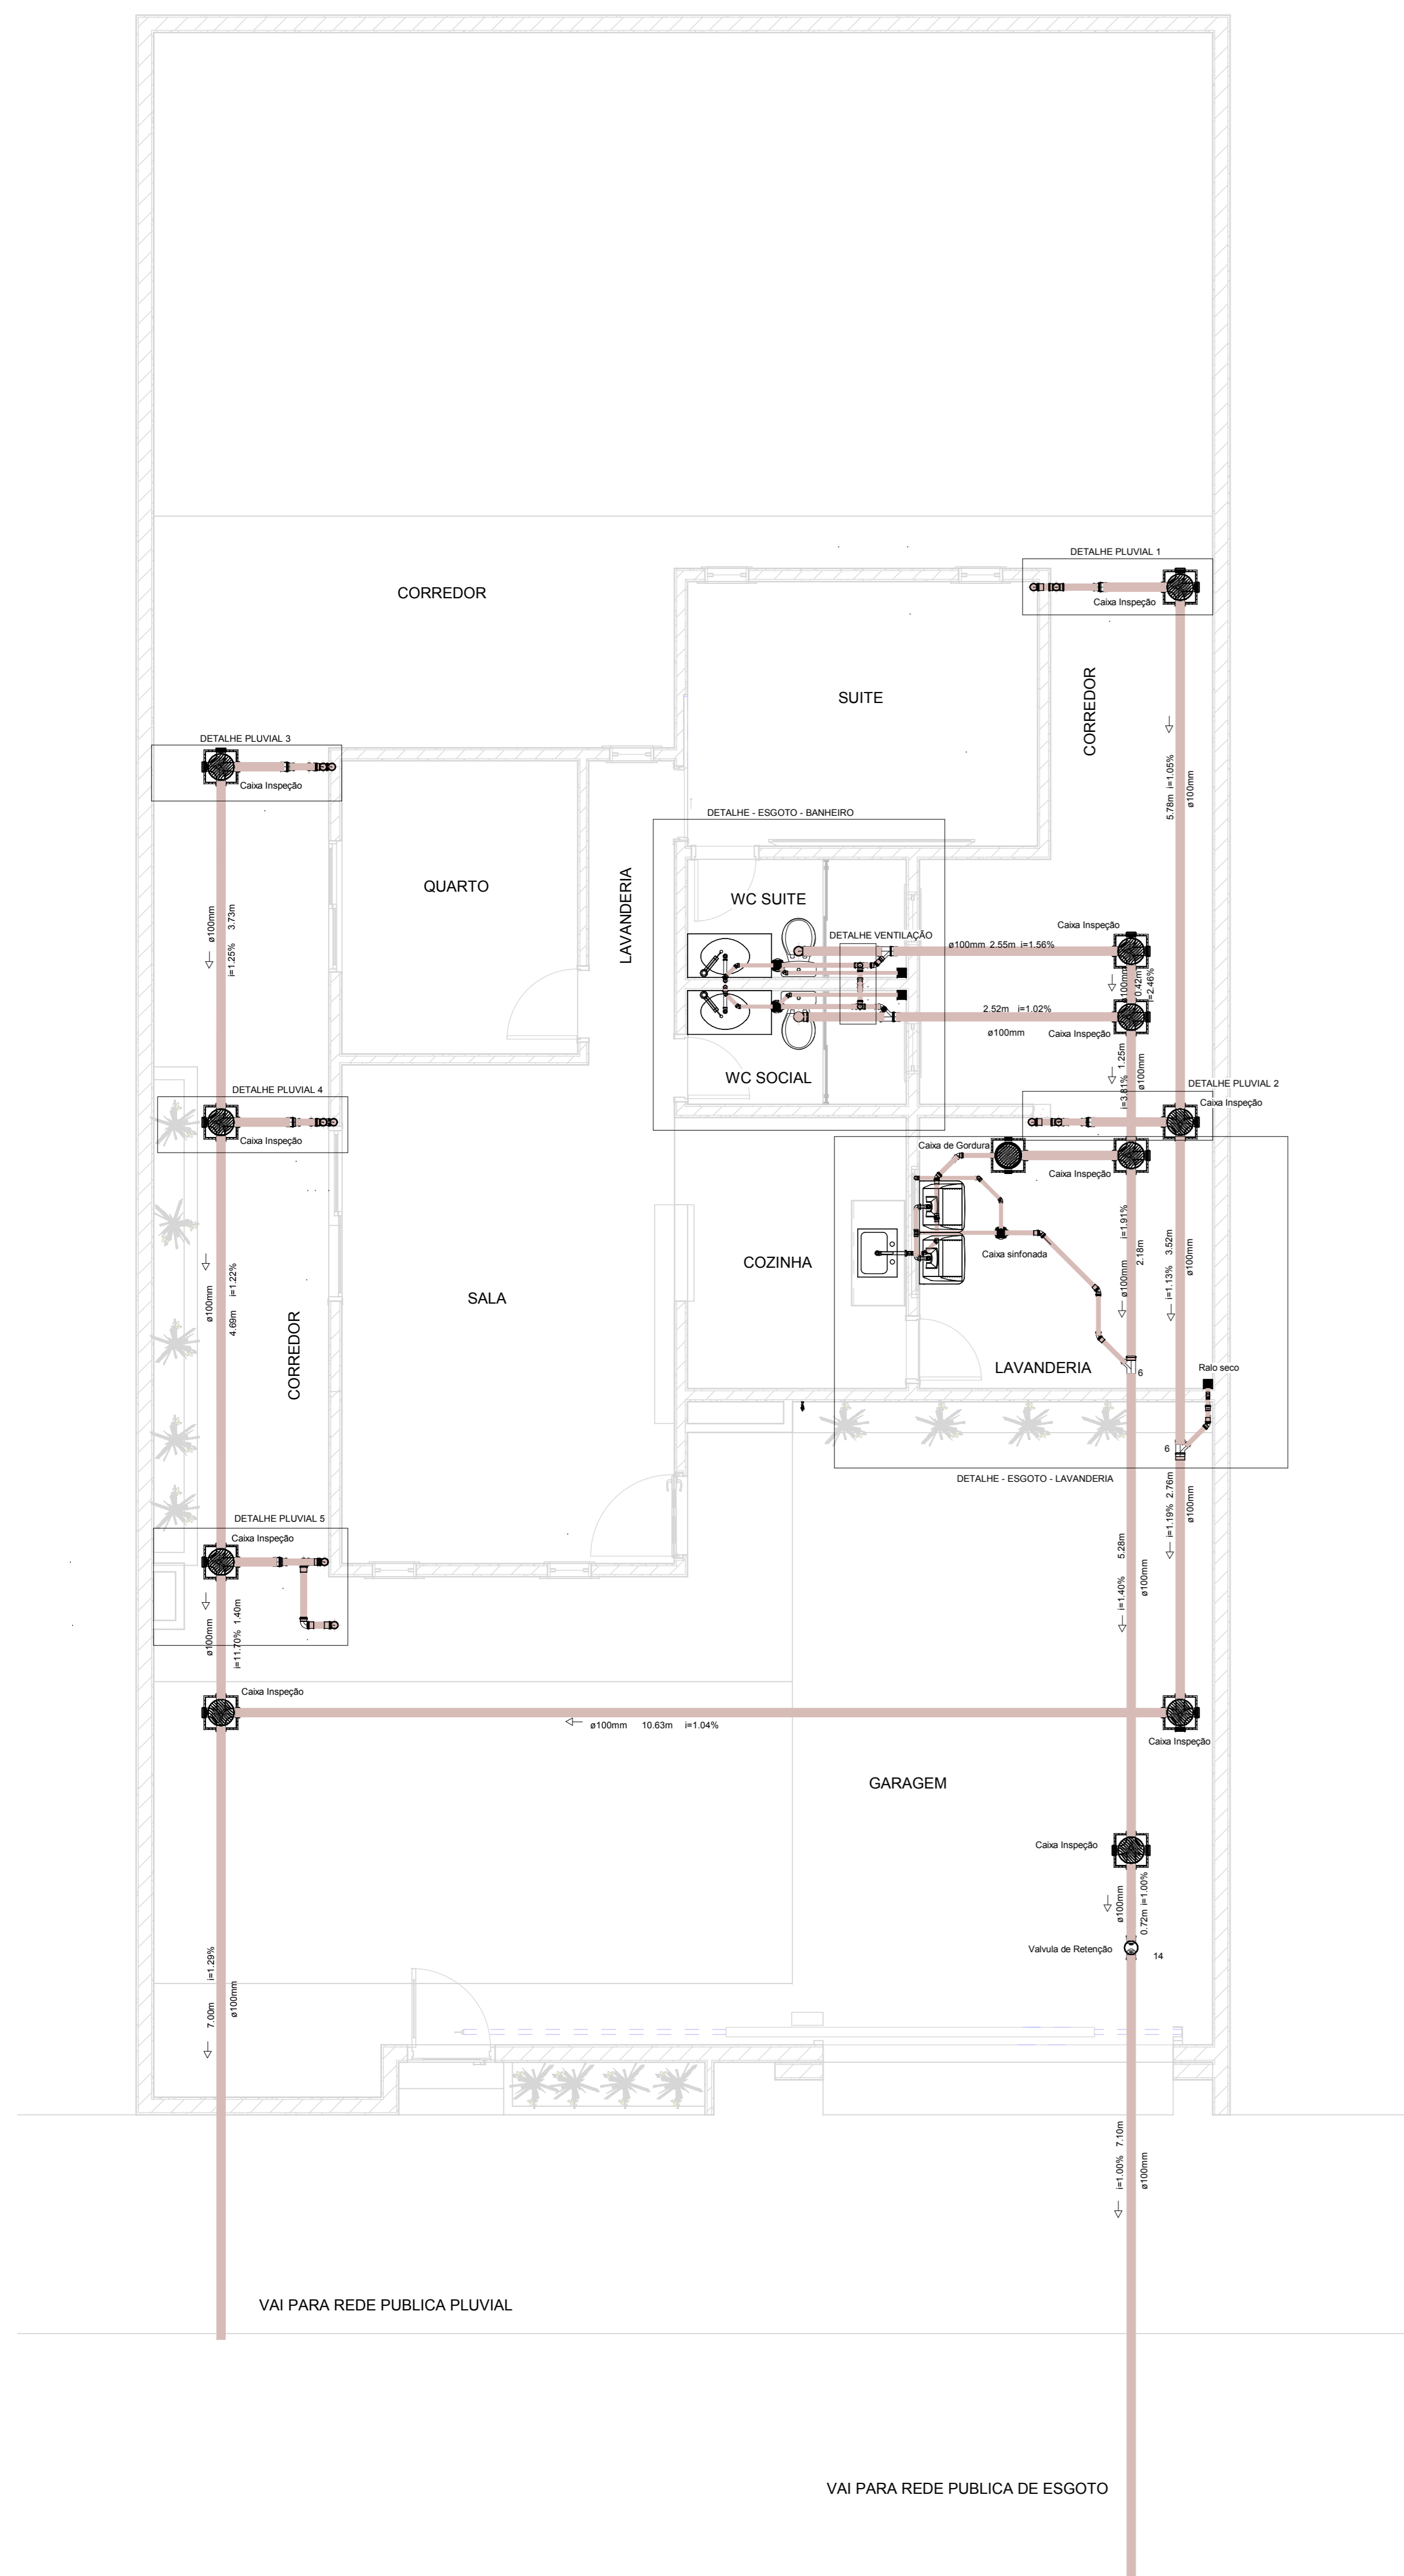 DETALHE PLUVIAL 1
Caixa Inspeção
CORREDOR
SUITE
CORREDOR
5.78m i=1.05%
ø100mm
DETALHE PLUVIAL 3
Caixa Inspeção
DETALHE - ESGOTO - BANHEIRO
QUARTO
LAVANDERIA
WC SUITE
DETALHE VENTILAÇÃO
ø100mm
i=1.25% 3.73m
Caixa Inspeção
ø100mm 2.55m i=1.56%
ø100mm
0.42m
i=2.46%
2.52m i=1.02%
ø100mm
Caixa Inspeção
WC SOCIAL
i=3.81% 1.25m
ø100mm
DETALHE PLUVIAL 4
Caixa Inspeção
DETALHE PLUVIAL 2
Caixa Inspeção
Caixa de Gordura
Caixa Inspeção
Caixa sinfonada
COZINHA
SALA
ø100mm i=1.91%
2.18m
i=1.13% 3.52m
ø100mm
ø100mm
4.69m i=1.22%
CORREDOR
LAVANDERIA
6
Ralo seco
6
DETALHE - ESGOTO - LAVANDERIA
i=1.19% 2.76m
ø100mm
DETALHE PLUVIAL 5
Caixa Inspeção
i=1.40% 5.28m
ø100mm
ø100mm
i=11.70% 1.40m
Caixa Inspeção
ø100mm 10.63m i=1.04%
Caixa Inspeção
GARAGEM
Caixa Inspeção
ø100mm
0.72m i=1.00%
Valvula de Retenção
14
7.00m i=1.29%
ø100mm
i=1.00% 7.10m
ø100mm
VAI PARA REDE PUBLICA PLUVIAL
VAI PARA REDE PUBLICA DE ESGOTO